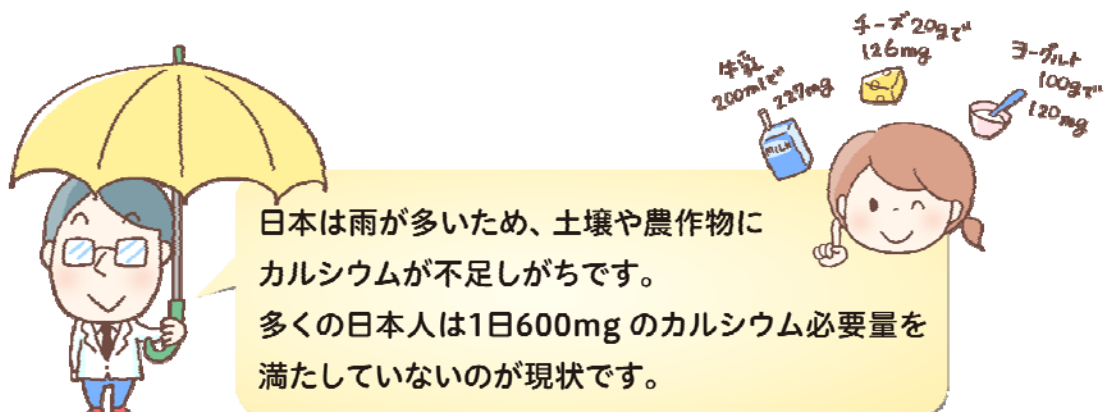 牛乳
200mlで
227mg
チーズ20gで
126mg
ヨーグルト
100gで
120mg
MILK
日本は雨が多いため、土壌や農作物に
カルシウムが不足しがちです。
多くの日本人は1日600mg のカルシウム必要量を
満たしていないのが現状です。